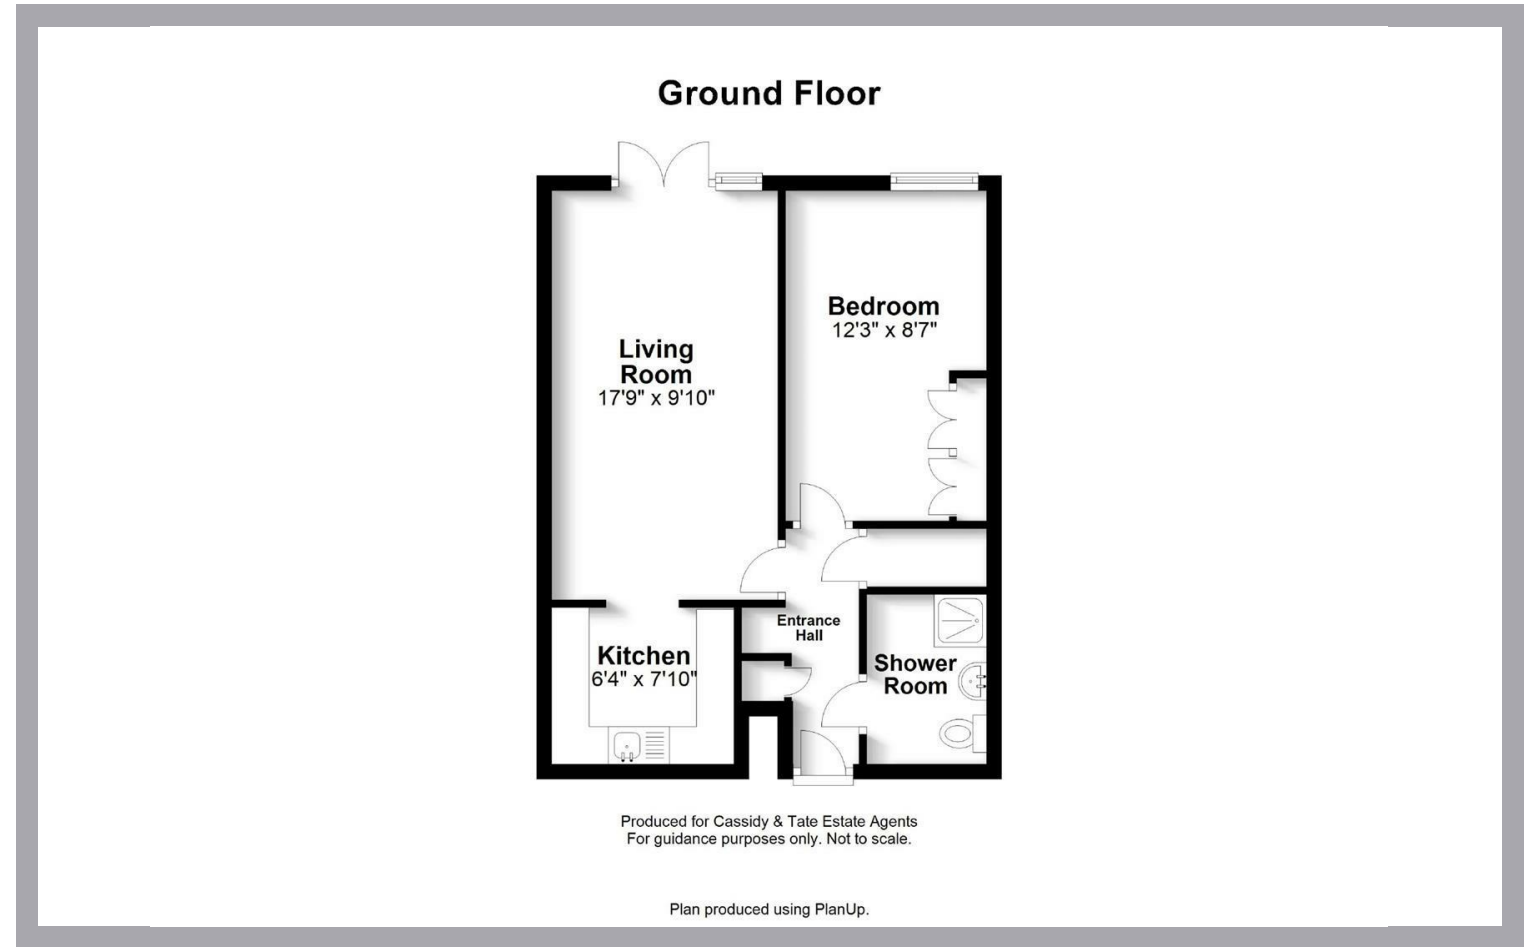 Ground Floor
Bedroom
12'3" x 8'7"
Living
Room
17'9" x 9'10"
Entrance
Hall
Kitchen
6'4" x 7'10"
Shower
Room
Produced for Cassidy & Tate Estate Agents
For guidance purposes only. Not to scale.
Plan produced using PlanUp.